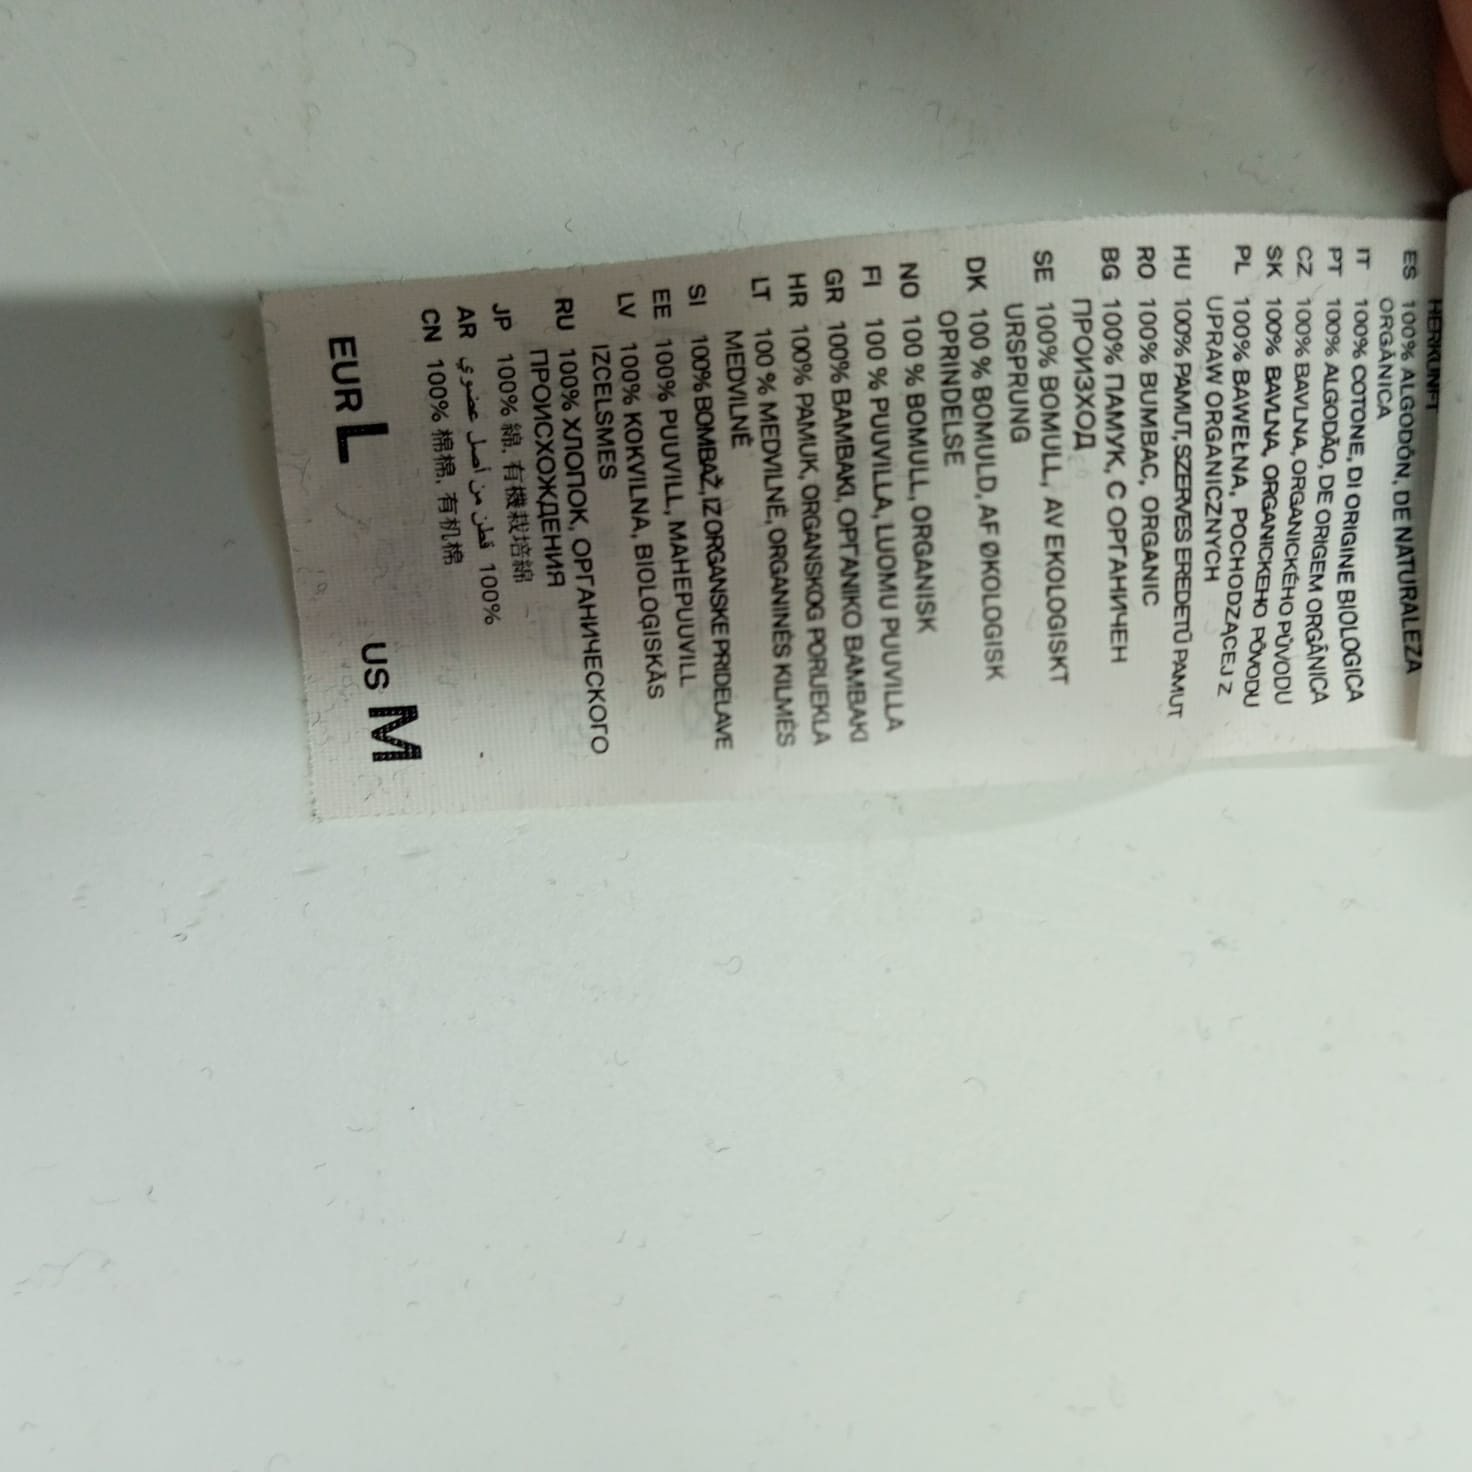 HERKUNFT
ES 100% ALGODÓN, DE NATURALEZA
ORGÁNICA
IT 100% COTONE, DI ORIGINE BIOLOGICA
PT 100% ALGODÃO, DE ORIGEM ORGÂNICA
CZ 100% BAVLNA, ORGANICKÉHO PŮVODU
SK 100% BAVLNA, ORGANICKEHO PŎVODU
PL 100% BAWEŁNA, POCHODZĄCEJ Z
UPRAW ORGANICZNYCH
HU 100% PAMUT, SZERVES EREDETŰ PAMUT
RO 100% BUMBAC, ORGANIC
BG 100% ПАМУК, С ОРГАНИЧЕН
ПРОИЗХОД
SE 100% BOMULL, AV EKOLOGISKT
URSPRUNG
DK 100 % BOMULD, AF ØKOLOGISK
OPRINDELSE
NO 100 % BOMULL, ORGANISK
FI 100 % PUUVILLA, LUOMU PUUVILLA
GR 100% ΒΑΜΒΑΚΙ, ΟΡΓΑΝΙΚΟ ΒΑΜΒΑΚΙ
HR 100% PAMUK, ORGANSKOG PORIJEKLA
LT 100 % MEDVILNĖ, ORGANINĖS KILMĖS
MEDVILNĖ
SI 100% BOMBAŽ, IZ ORGANSKE PRIDELAVE
EE 100% PUUVILL, MAHEPUUVILL
LV 100% KOKVILNA, BIOLOĢISKĀS
IZCELSMES
RU 100% ХЛОПОК, ОРГАНИЧЕСКОГО
ПРОИСХОЖДЕНИЯ
JP 100% 綿, 有機栽培綿
AR 100% قطن من أصل عضوي
CN 100% 棉棉, 有机棉
EUR L US M